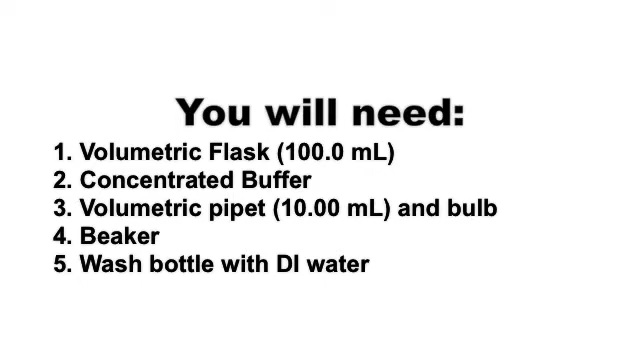 You will need:
1. Volumetric Flask (100.0 mL)
2. Concentrated Buffer
3. Volumetric pipet (10.00 mL) and bulb
4. Beaker
5. Wash bottle with DI water